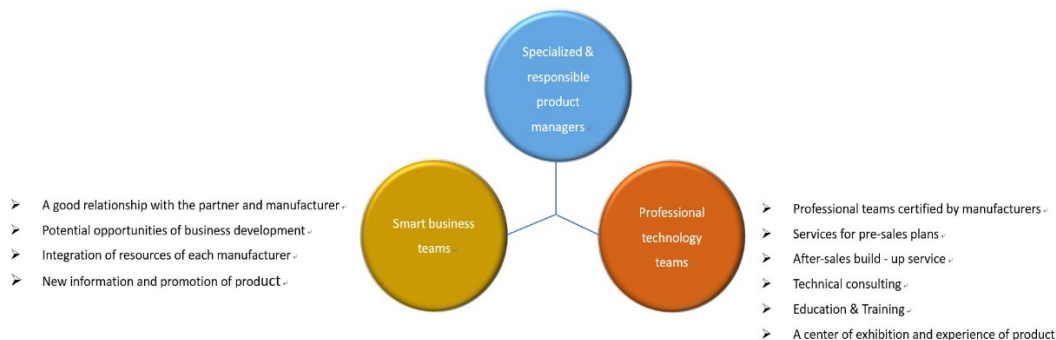 Specialized &
responsible
product
managers
Smart business
teams
Professional
technology
teams
A good relationship with the partner and manufacturer
Potential opportunities of business development
Integration of resources of each manufacturer
New information and promotion of product
Professional teams certified by manufacturers
Services for pre-sales plans
After-sales build - up service
Technical consulting
Education & Training
A center of exhibition and experience of product